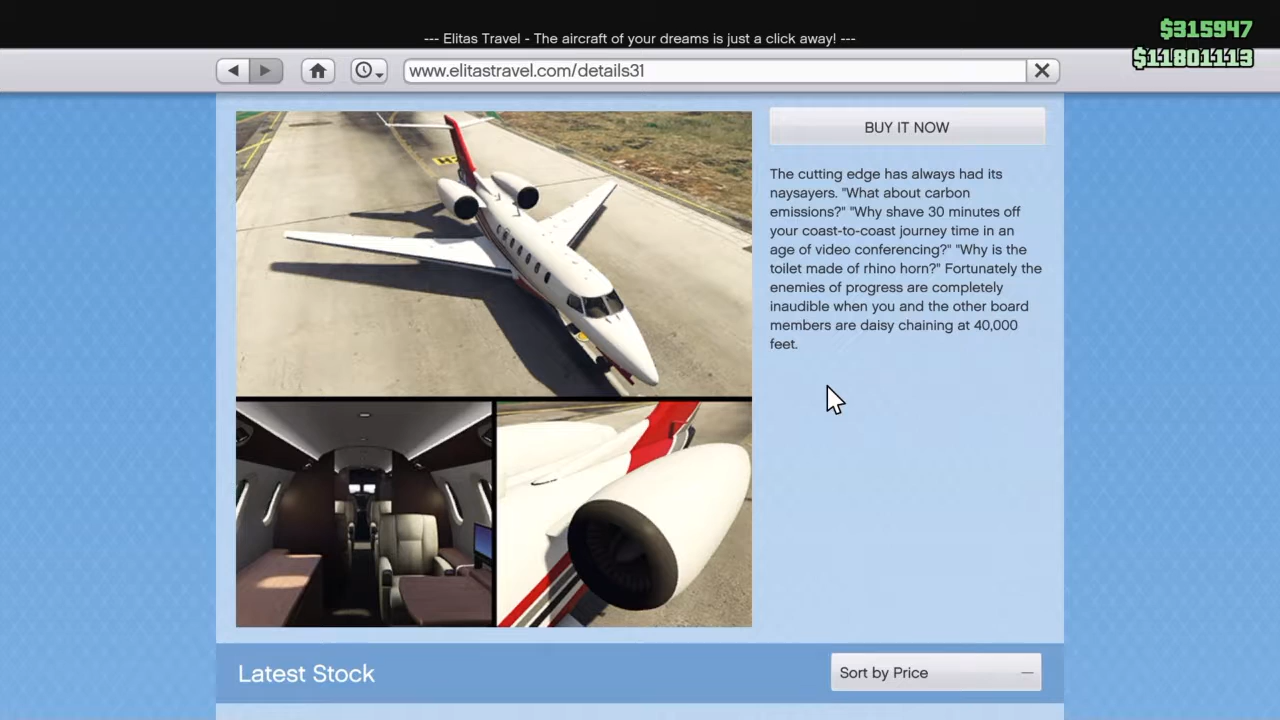 --- Elitas Travel - The aircraft of your dreams is just a click away! ---
$315947
$11801113
www.elitastravel.com/details31
BUY IT NOW
The cutting edge has always had its
naysayers. "What about carbon
emissions?" "Why shave 30 minutes off
your coast-to-coast journey time in an
age of video conferencing?" "Why is the
toilet made of rhino horn?" Fortunately the
enemies of progress are completely
inaudible when you and the other board
members are daisy chaining at 40,000
feet.
Latest Stock
Sort by Price